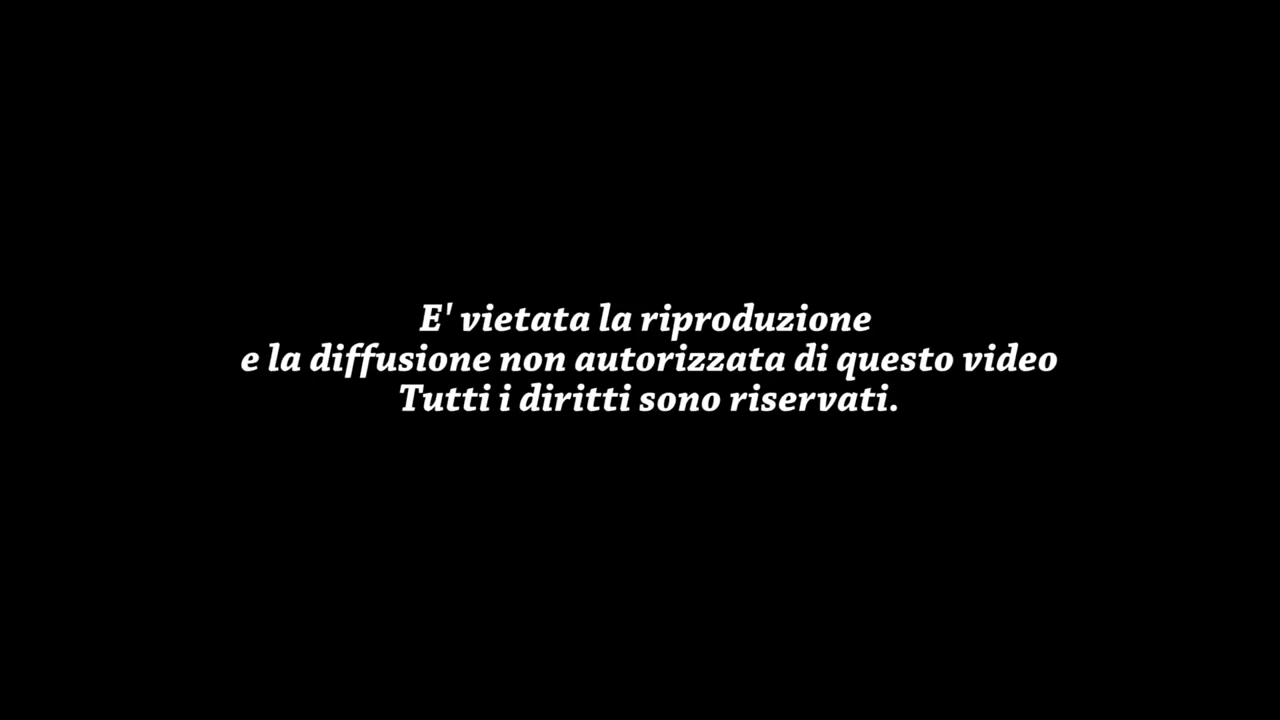 E' vietata la riproduzione
e la diffusione non autorizzata di questo video
Tutti i diritti sono riservati.